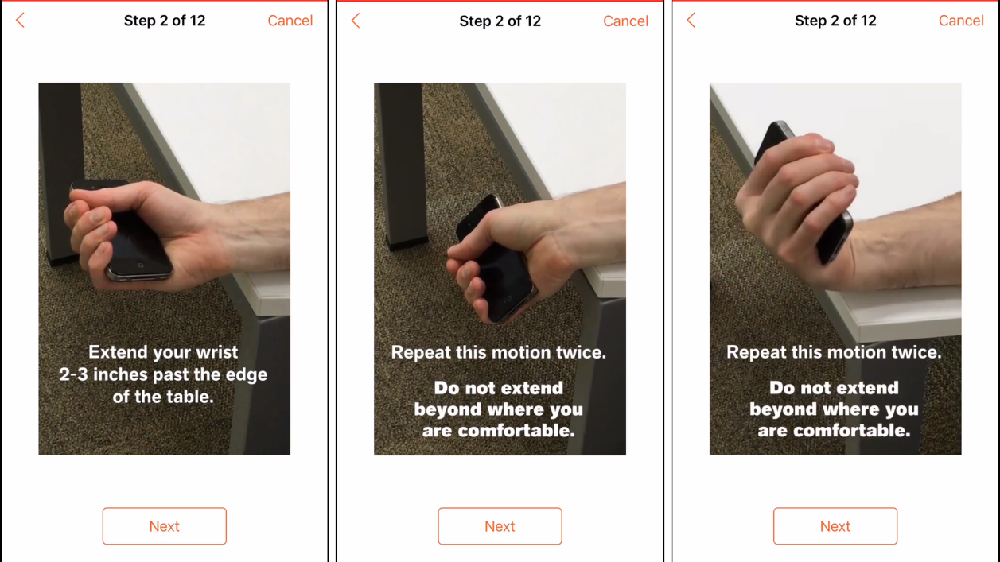 Step 2 of 12
Cancel
Extend your wrist
2-3 inches past the edge
of the table.
Next
Step 2 of 12
Cancel
Repeat this motion twice.
Do not extend
beyond where you
are comfortable.
Next
Step 2 of 12
Cancel
Repeat this motion twice.
Do not extend
beyond where you
are comfortable.
Next